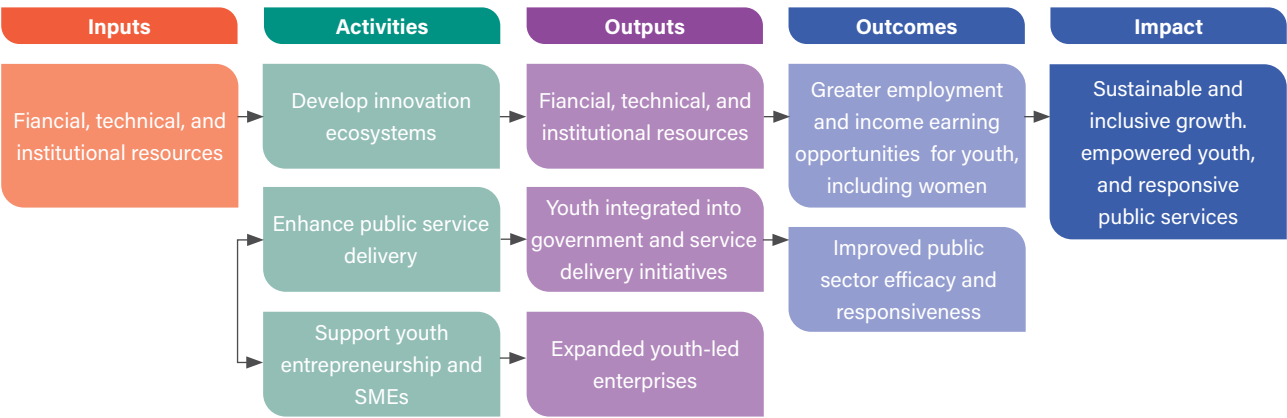 Inputs
Activities
Outputs
Outcomes
Impact
Fiancial, technical, and
institutional resources
Develop innovation
ecosystems
Fiancial, technical, and
institutional resources
Greater employment
and income earning
opportunities for youth,
including women
Sustainable and
inclusive growth.
empowered youth,
and responsive
public services
Enhance public service
delivery
Youth integrated into
government and service
delivery initiatives
Improved public
sector efficacy and
responsiveness
Support youth
entrepreneurship and
SMEs
Expanded youth-led
enterprises